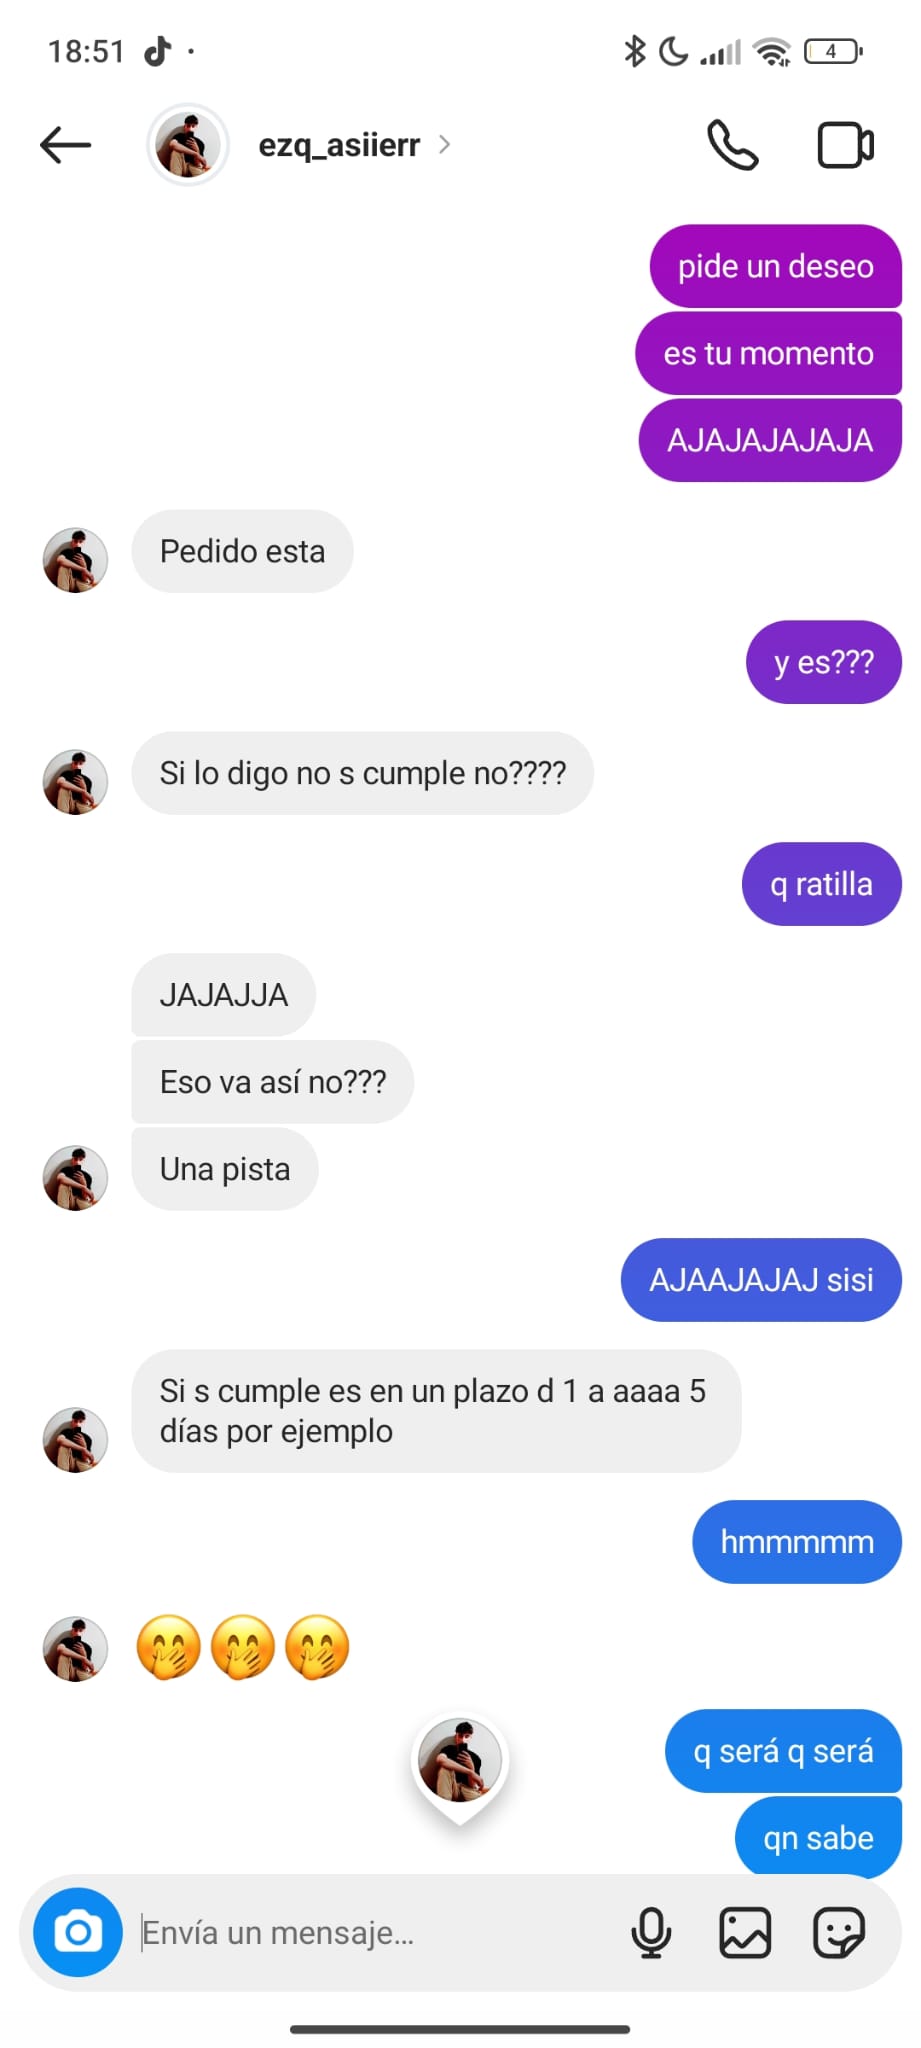 18:51
4
ezq_asiierr
pide un deseo
es tu momento
AJAJAJAJAJA
Pedido esta
y es???
Si lo digo no s cumple no????
q ratilla
JAJAJJA
Eso va así no???
Una pista
AJAAJAJAJ sisi
Si s cumple es en un plazo d 1 a aaaa 5
días por ejemplo
hmmmmm
q será q será
qn sabe
Envía un mensaje...